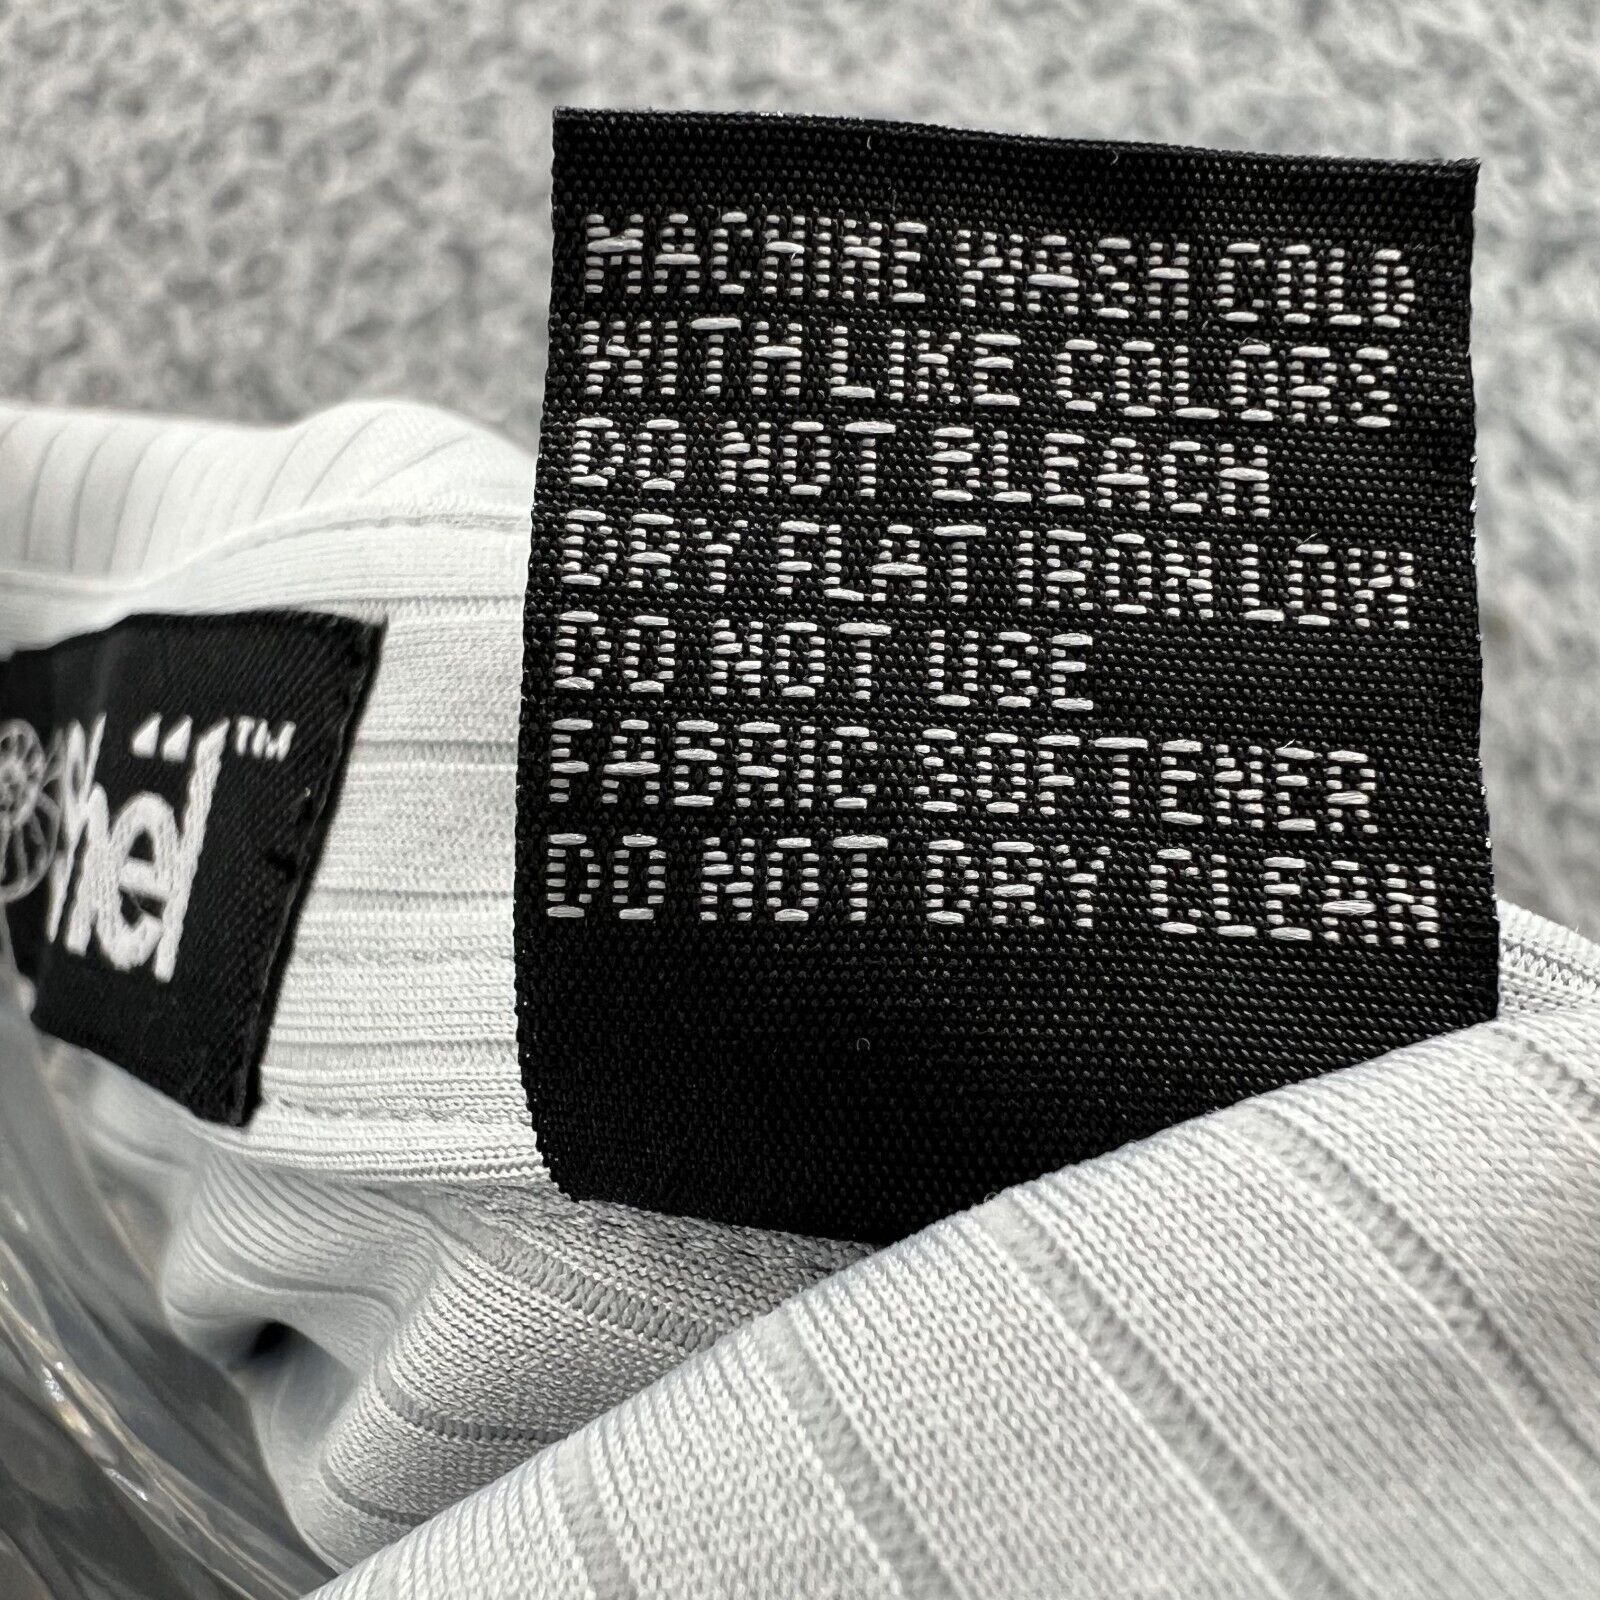 MACHINE WASH COLD
WITH LIKE COLORS
DO NOT BLEACH
DRY FLAT IRON LOW
DO NOT USE
FABRIC SOFTENER
DO NOT DRY CLEAN
hel™